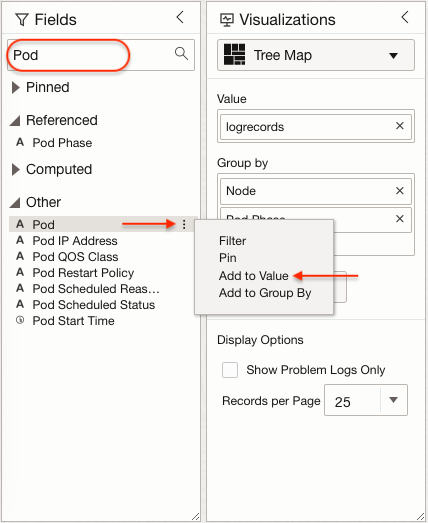 Fields
Pod
Pinned
Referenced
A Pod Phase
Computed
Other
A Pod
A Pod IP Address
A Pod QOS Class
A Pod Restart Policy
A Pod Scheduled Reas...
A Pod Scheduled Status
Pod Start Time
Filter
Pin
Add to Value
Add to Group By
Visualizations
Tree Map
Value
logrecords
Group by
Node
Pod Phase
Display Options
Show Problem Logs Only
Records per Page 25